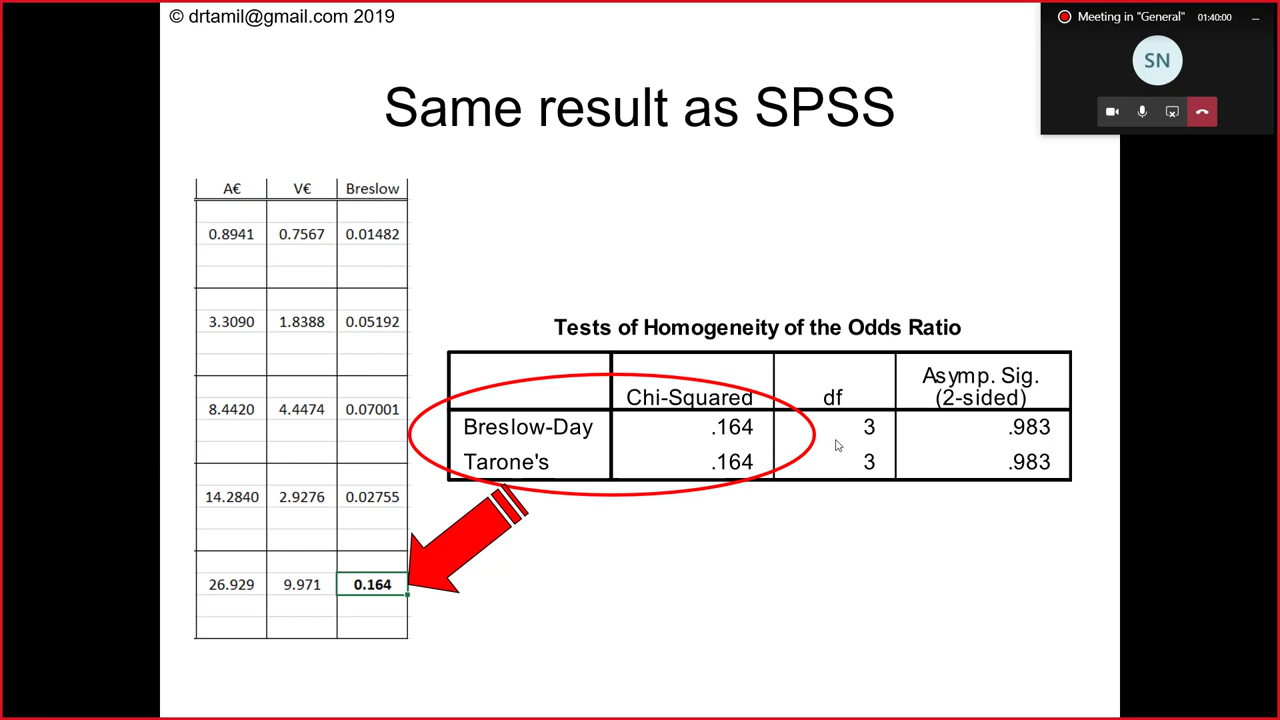 © drtamil@gmail.com 2019
Meeting in "General" 01:40:00
SN
Same result as SPSS
A€ V€ Breslow
0.8941 0.7567 0.01482
3.3090 1.8388 0.05192
8.4420 4.4474 0.07001
14.2840 2.9276 0.02755
26.929 9.971 0.164
Tests of Homogeneity of the Odds Ratio
Chi-Squared df Asymp. Sig. (2-sided)
Breslow-Day .164 3 .983
Tarone's .164 3 .983